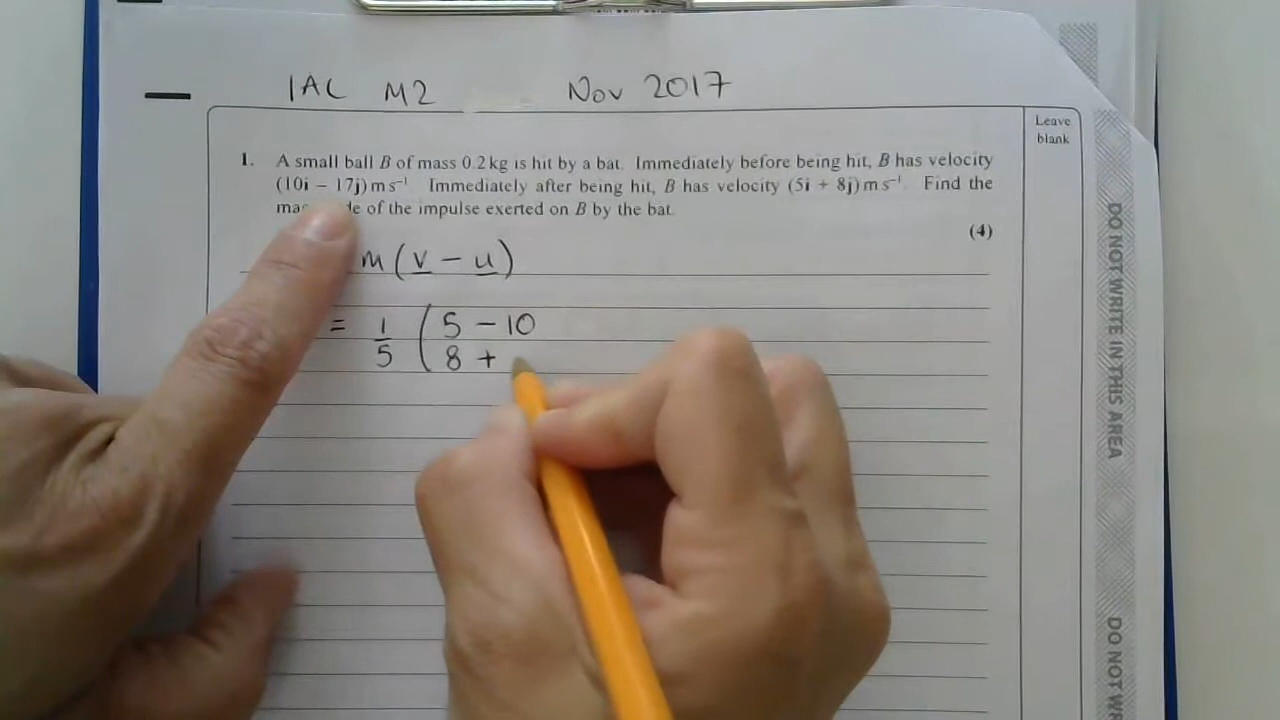 IAL M2 Nov 2017
Leave
blank
1. A small ball B of mass 0.2 kg is hit by a bat. Immediately before being hit, B has velocity
(10i − 17j) m s⁻¹ Immediately after being hit, B has velocity (5i + 8j) m s⁻¹. Find the
of the impulse exerted on B by the bat.
(4)
m(v − u)
= 1/5 (5 − 10
8 +
DO NOT WRITE IN THIS AREA
DO NOT